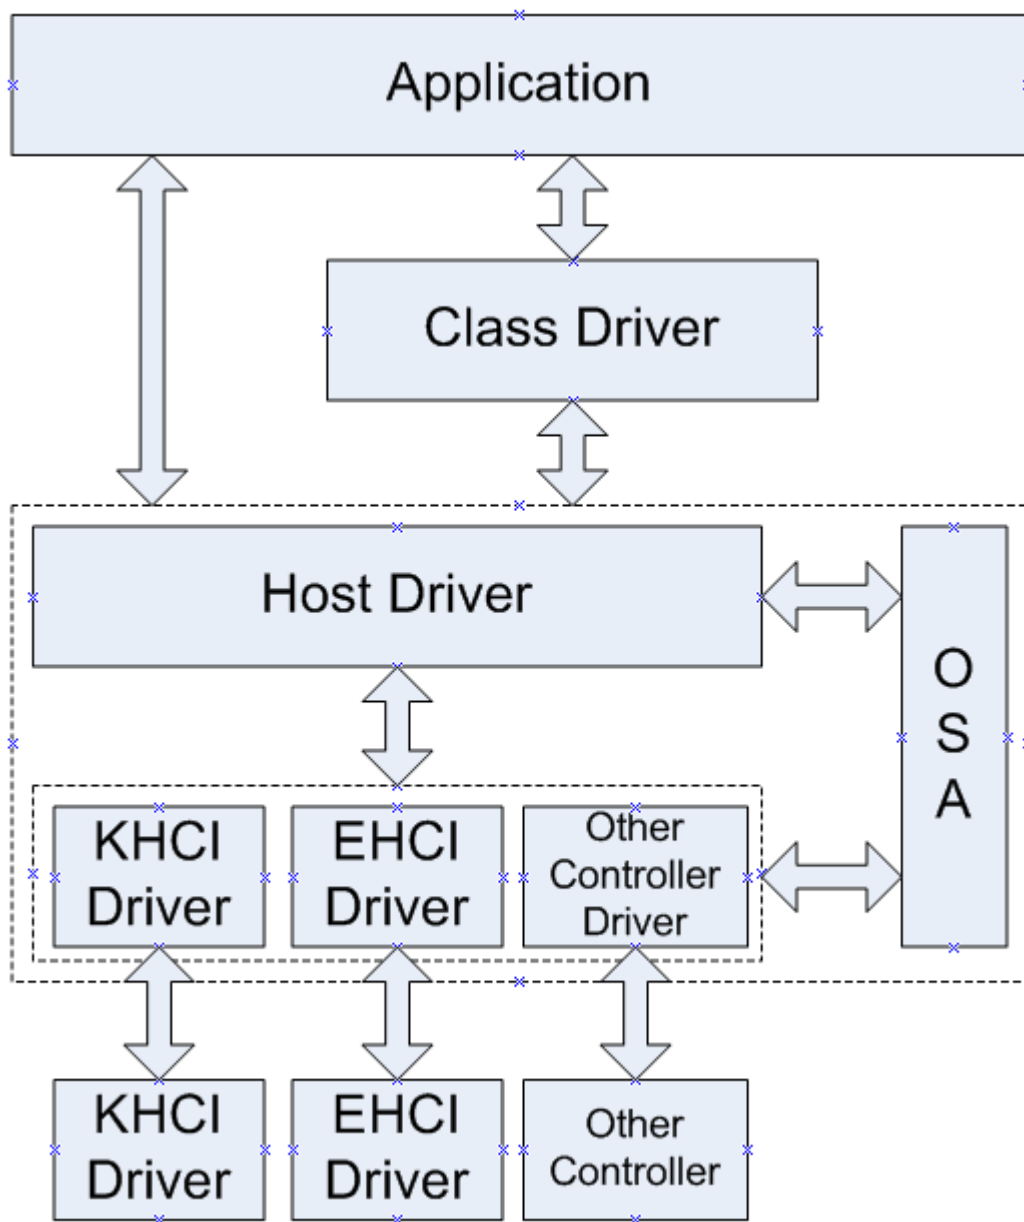 Application
Class Driver
Host Driver
O
S
A
KHCI
Driver
EHCI
Driver
Other
Controller
Driver
KHCI
Driver
EHCI
Driver
Other
Controller